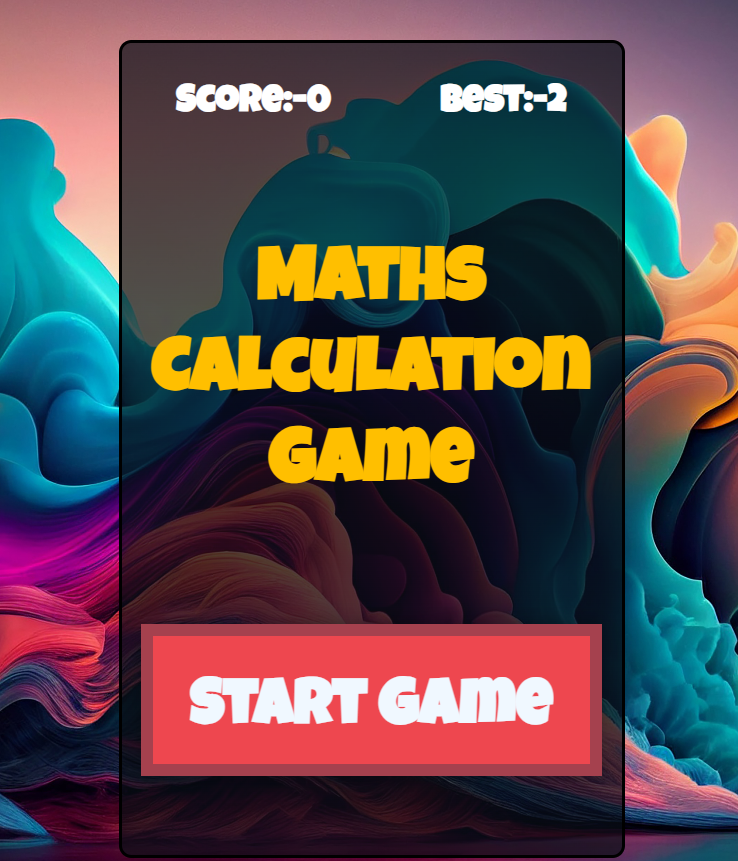 Score:-0 Best:-2
MATHS
CALCULATION
GAME
START GAME